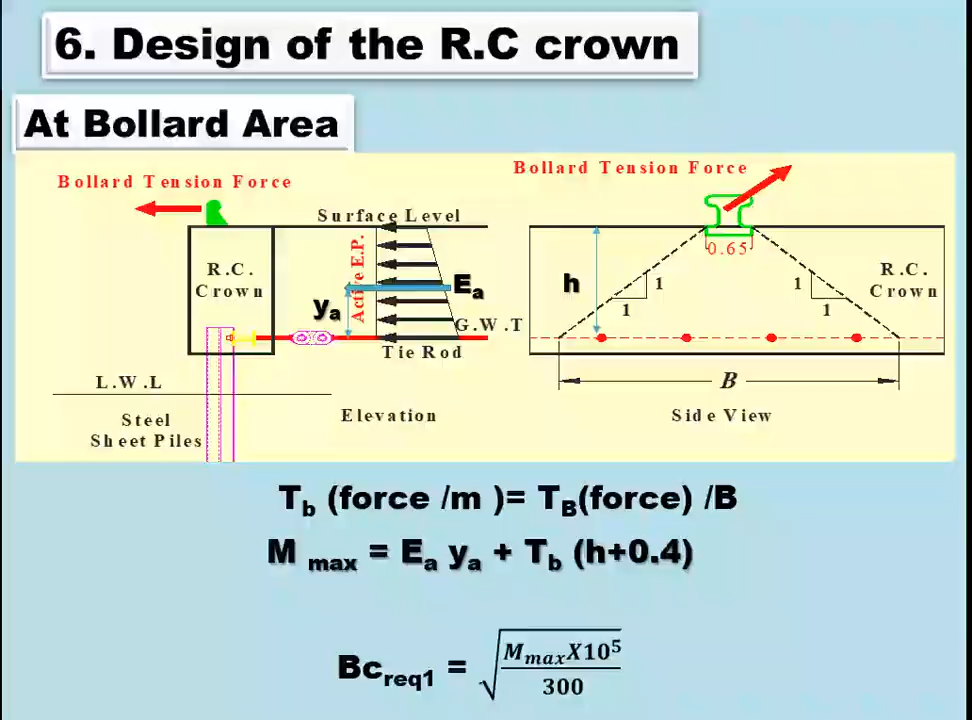 6. Design of the R.C crown
At Bollard Area
Bollard Tension Force
Surface Level
R.C.
Crown
Active E.P.
Ea
ya
G.W.T
Tie Rod
L.W.L
Steel
Sheet Piles
Elevation
Bollard Tension Force
0.65
h
1
1
1
1
R.C.
Crown
B
Side View
Tb (force /m )= TB(force) /B
M max = Ea ya + Tb (h+0.4)
Bcreq1 = √(MmaxX10⁵ / 300)